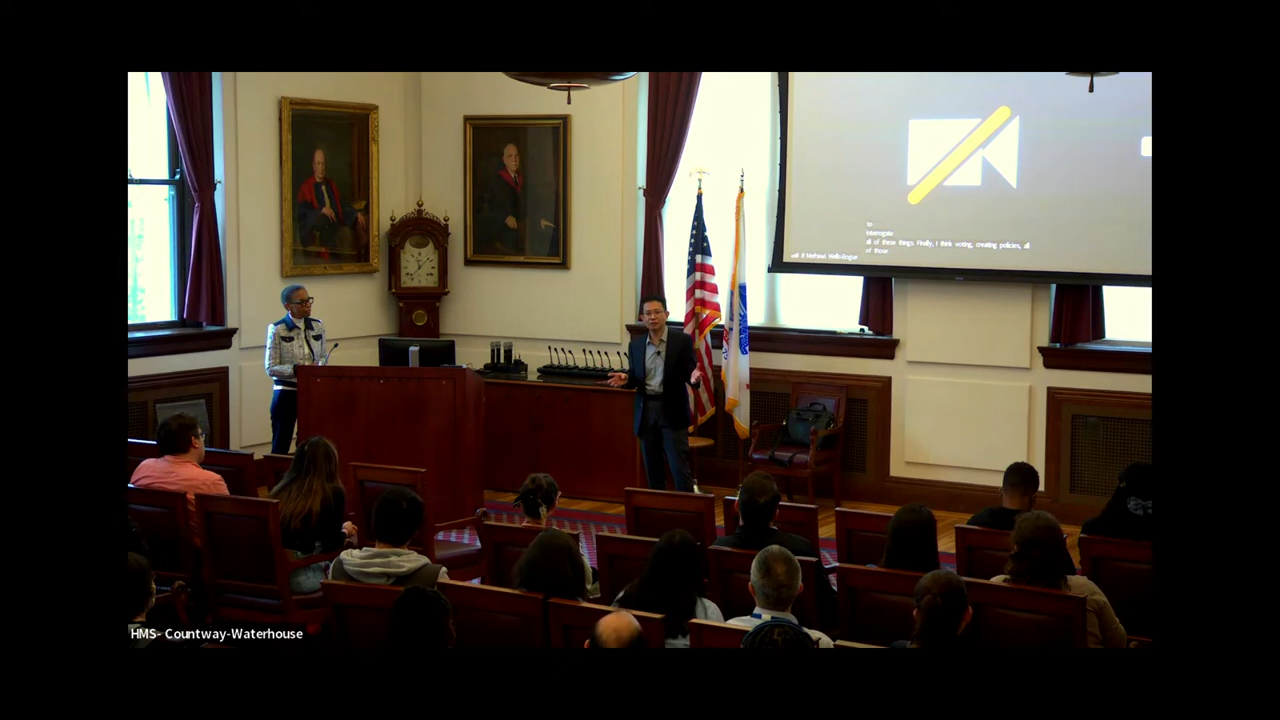 to
interrogate
all of these things. Finally, I think voting, creating policies, all
of those
HMS- Countway-Waterhouse